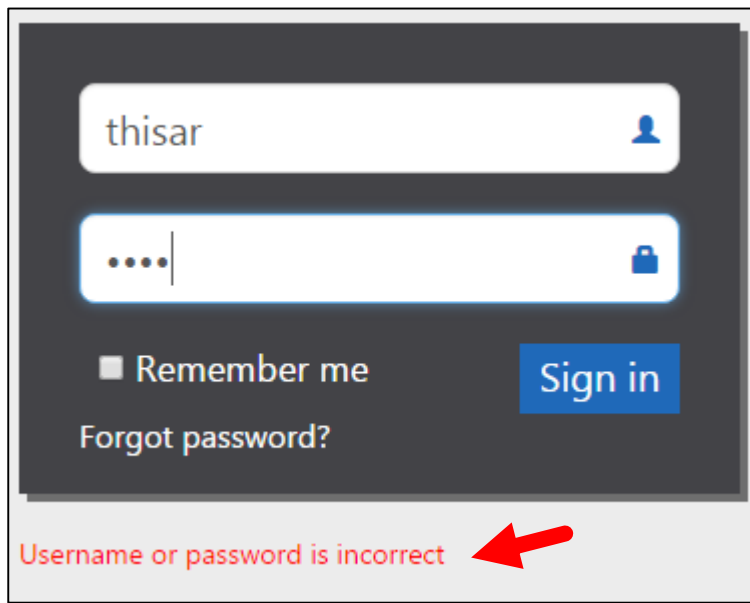 thisar
••••
Remember me
Sign in
Forgot password?
Username or password is incorrect